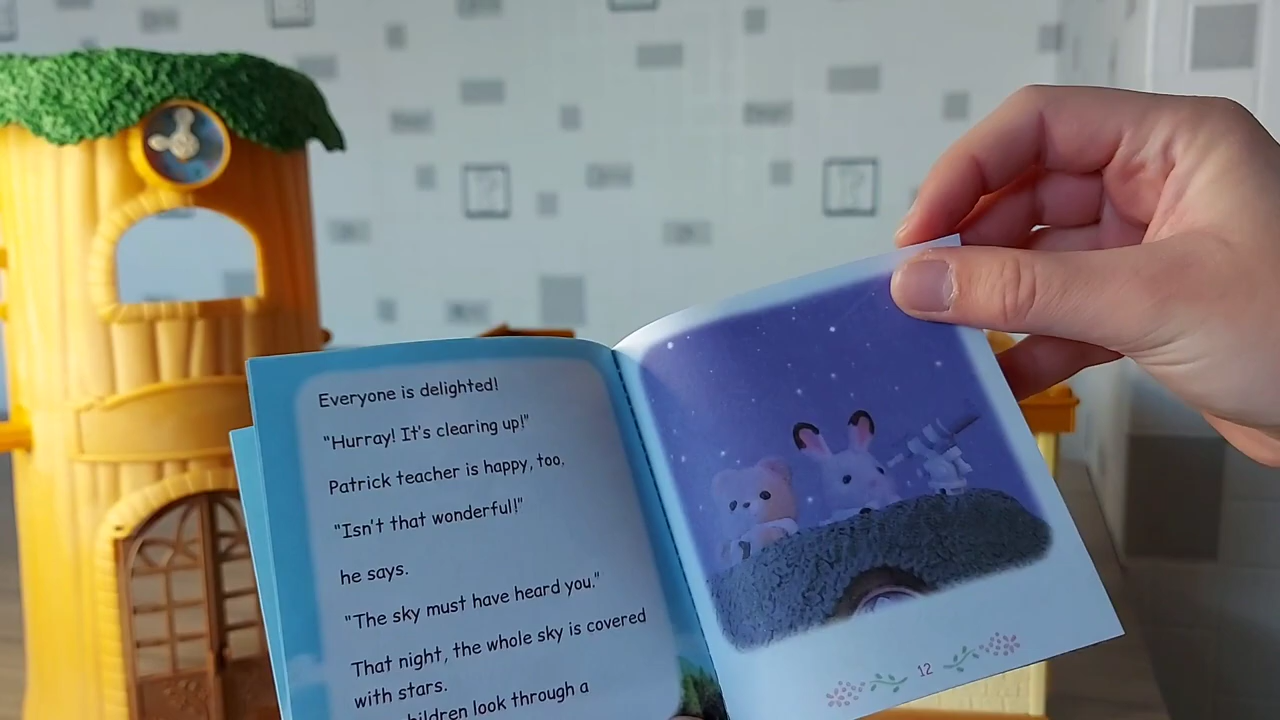 Everyone is delighted!
"Hurray! It's clearing up!"
Patrick teacher is happy, too,
"Isn't that wonderful!"
he says.
"The sky must have heard you."
That night, the whole sky is covered
with stars.
look through a
12